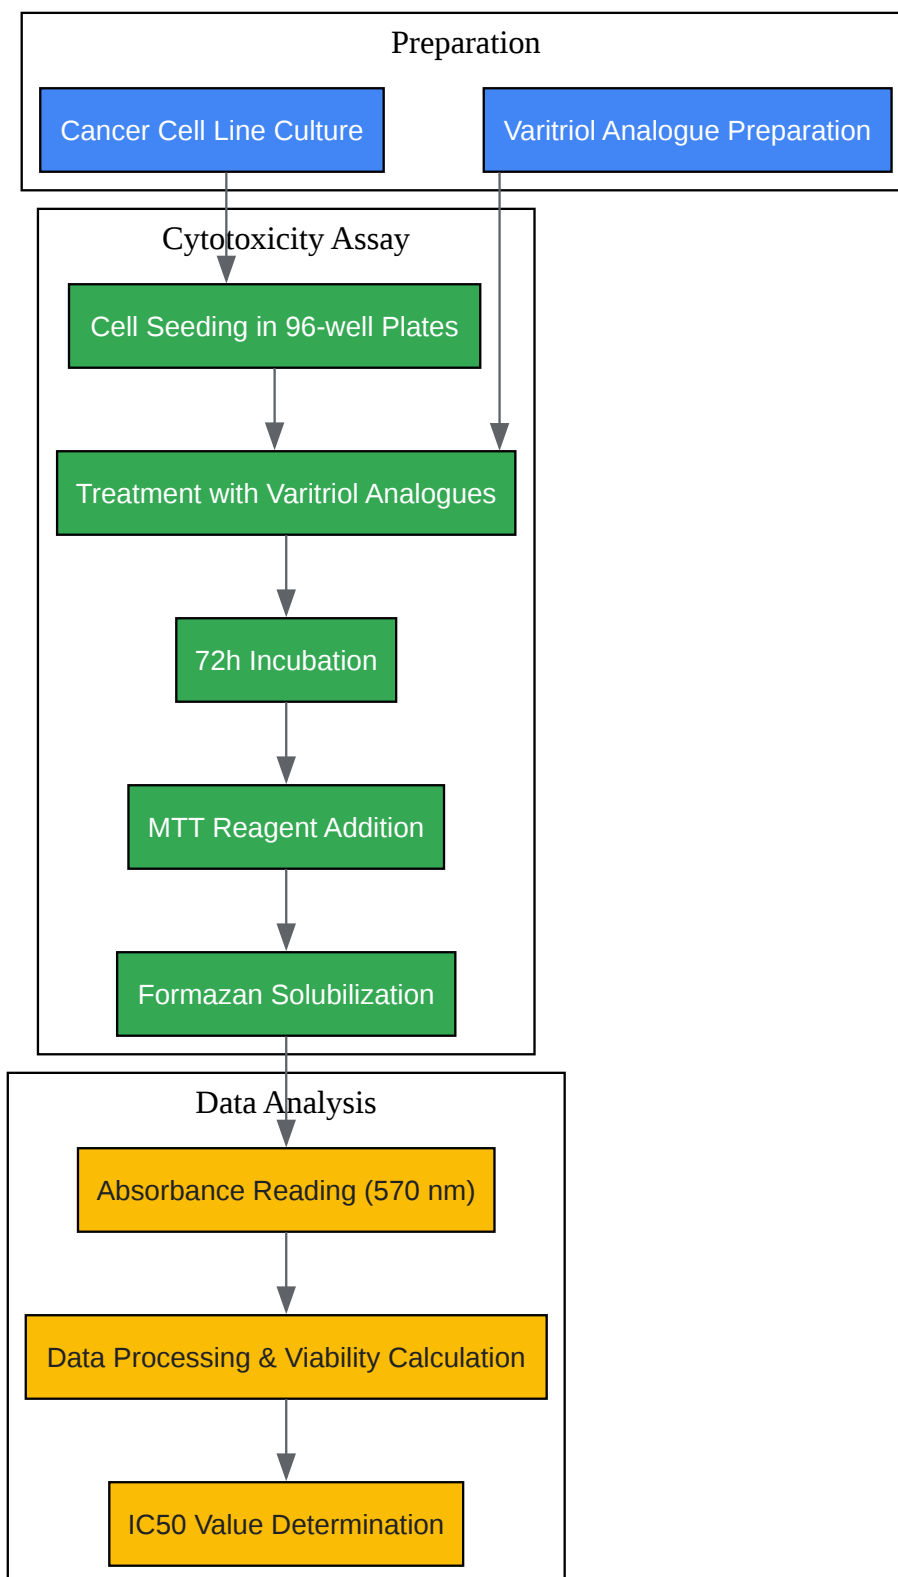 Preparation
Cancer Cell Line Culture
Varitriol Analogue Preparation
Cytotoxicity Assay
Cell Seeding in 96-well Plates
Treatment with Varitriol Analogues
72h Incubation
MTT Reagent Addition
Formazan Solubilization
Data Analysis
Absorbance Reading (570 nm)
Data Processing & Viability Calculation
IC50 Value Determination